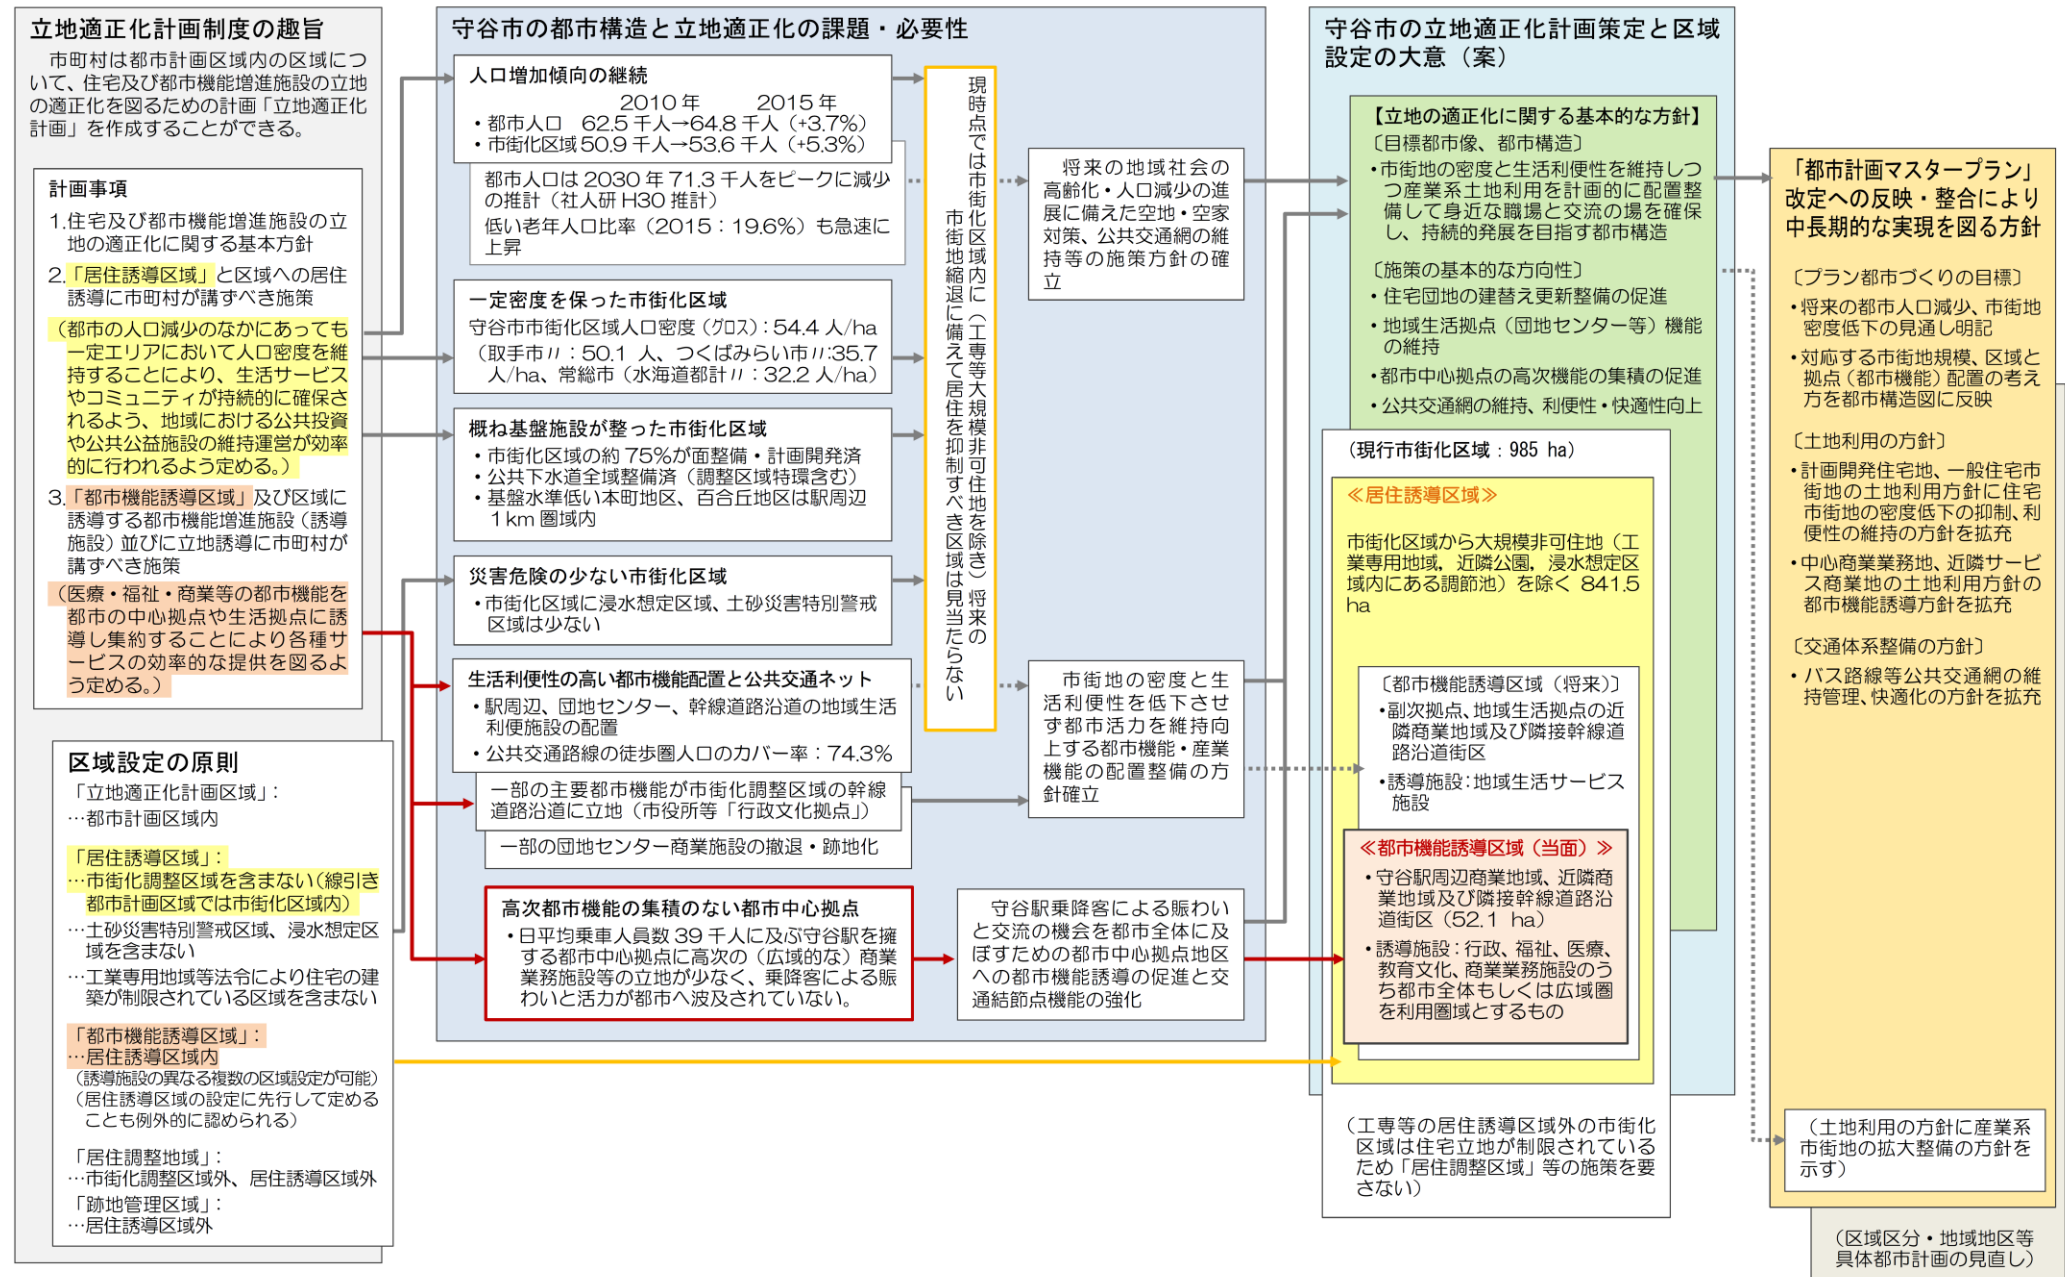 立地適正化計画制度の趣旨
市町村は都市計画区域内の区域につ
いて、住宅及び都市機能増進施設の立地
の適正化を図るための計画「立地適正化
計画」を作成することができる。
計画事項
1.住宅及び都市機能増進施設の立
地の適正化に関する基本方針
2.「居住誘導区域」と区域への居住
誘導に市町村が講ずべき施策
（都市の人口減少のなかにあっても
一定エリアにおいて人口密度を維
持することにより、生活サービス
やコミュニティが持続的に確保さ
れるよう、地域における公共投資
や公共公益施設の維持運営が効率
的に行われるよう定める。）
3.「都市機能誘導区域」及び区域に
誘導する都市機能増進施設（誘導
施設）並びに立地誘導に市町村が
講ずべき施策
（医療・福祉・商業等の都市機能を
都市の中心拠点や生活拠点に誘
導し集約することにより各種サ
ービスの効率的な提供を図るよ
う定める。）
区域設定の原則
「立地適正化計画区域」：
…都市計画区域内
「居住誘導区域」：
…市街化調整区域を含まない（線引き
都市計画区域では市街化区域内）
…土砂災害特別警戒区域、浸水想定区
域を含まない
…工業専用地域等法令により住宅の建
築が制限されている区域を含まない
「都市機能誘導区域」：
…居住誘導区域内
（誘導施設の異なる複数の区域設定が可能）
（居住誘導区域の設定に先行して定める
ことも例外的に認められる）
「居住調整地域」：
…市街化調整区域外、居住誘導区域外
「跡地管理区域」：
…居住誘導区域外
守谷市の都市構造と立地適正化の課題・必要性
人口増加傾向の継続
2010 年 2015 年
・都市人口 62.5 千人→64.8 千人（+3.7%）
・市街化区域 50.9 千人→53.6 千人（+5.3%）
都市人口は 2030 年 71.3 千人をピークに減少
の推計（社人研 H30 推計）
低い老年人口比率（2015：19.6%）も急速に
上昇
一定密度を保った市街化区域
守谷市市街化区域人口密度（グロス）：54.4 人/ha
（取手市〃：50.1 人、つくばみらい市〃:35.7
人/ha、常総市（水海道都計〃：32.2 人/ha）
概ね基盤施設が整った市街化区域
・市街化区域の約 75%が面整備・計画開発済
・公共下水道全域整備済（調整区域特環含む）
・基盤水準低い本町地区、百合丘地区は駅周辺
1km 圏域内
災害危険の少ない市街化区域
・市街化区域に浸水想定区域、土砂災害特別警戒
区域は少ない
生活利便性の高い都市機能配置と公共交通ネット
・駅周辺、団地センター、幹線道路沿道の地域生活
利便施設の配置
・公共交通路線の徒歩圏人口のカバー率：74.3%
一部の主要都市機能が市街化調整区域の幹線
道路沿道に立地（市役所等「行政文化拠点」）
一部の団地センター商業施設の撤退・跡地化
高次都市機能の集積のない都市中心拠点
・日平均乗車人員数 39 千人に及ぶ守谷駅を擁
する都市中心拠点に高次の（広域的な）商業
業務施設等の立地が少なく、乗降客による賑
わいと活力が都市へ波及されていない。
現時点では市街化区域内に（工専等大規模非可住地を除き）将来の
市街地縮退に備えて居住を抑制すべき区域は見当たらない
将来の地域社会の
高齢化・人口減少の進
展に備えた空地・空家
対策、公共交通網の維
持等の施策方針の確
立
市街地の密度と生
活利便性を低下させ
ず都市活力を維持向
上する都市機能・産業
機能の配置整備の方
針確立
守谷駅乗降客による賑わい
と交流の機会を都市全体に及
ぼすための都市中心拠点地区
への都市機能誘導の促進と交
通結節点機能の強化
守谷市の立地適正化計画策定と区域
設定の大意（案）
【立地の適正化に関する基本的な方針】
〔目標都市像、都市構造〕
・市街地の密度と生活利便性を維持しつ
つ産業系土地利用を計画的に配置整
備して身近な職場と交流の場を確保
し、持続的発展を目指す都市構造
〔施策の基本的な方向性〕
・住宅団地の建替え更新整備の促進
・地域生活拠点（団地センター等）機能
の維持
・都市中心拠点の高次機能の集積の促進
・公共交通網の維持、利便性・快適性向上
（現行市街化区域：985 ha）
≪居住誘導区域≫
市街化区域から大規模非可住地（工
業専用地域，近隣公園，浸水想定区
域内にある調節池）を除く 841.5
ha
〔都市機能誘導区域（将来）〕
・副次拠点、地域生活拠点の近
隣商業地域及び隣接幹線道
路沿道街区
・誘導施設：地域生活サービス
施設
≪都市機能誘導区域（当面）≫
・守谷駅周辺商業地域、近隣商
業地域及び隣接幹線道路沿
道街区（52.1 ha）
・誘導施設：行政、福祉、医療、
教育文化、商業業務施設のう
ち都市全体もしくは広域圏
を利用圏域とするもの
（工専等の居住誘導区域外の市街化
区域は住宅立地が制限されている
ため「居住調整区域」等の施策を要
さない）
「都市計画マスタープラン」
改定への反映・整合により
中長期的な実現を図る方針
〔プラン都市づくりの目標〕
・将来の都市人口減少、市街地
密度低下の見通し明記
・対応する市街地規模、区域と
拠点（都市機能）配置の考え
方を都市構造図に反映
〔土地利用の方針〕
・計画開発住宅地、一般住宅市
街地の土地利用方針に住宅
市街地の密度低下の抑制、利
便性の維持の方針を拡充
・中心商業業務地、近隣サービ
ス商業地の土地利用方針の
都市機能誘導方針を拡充
〔交通体系整備の方針〕
・バス路線等公共交通網の維
持管理、快適化の方針を拡充
（土地利用の方針に産業系
市街地の拡大整備の方針を
示す）
（区域区分・地域地区等
具体都市計画の見直し）